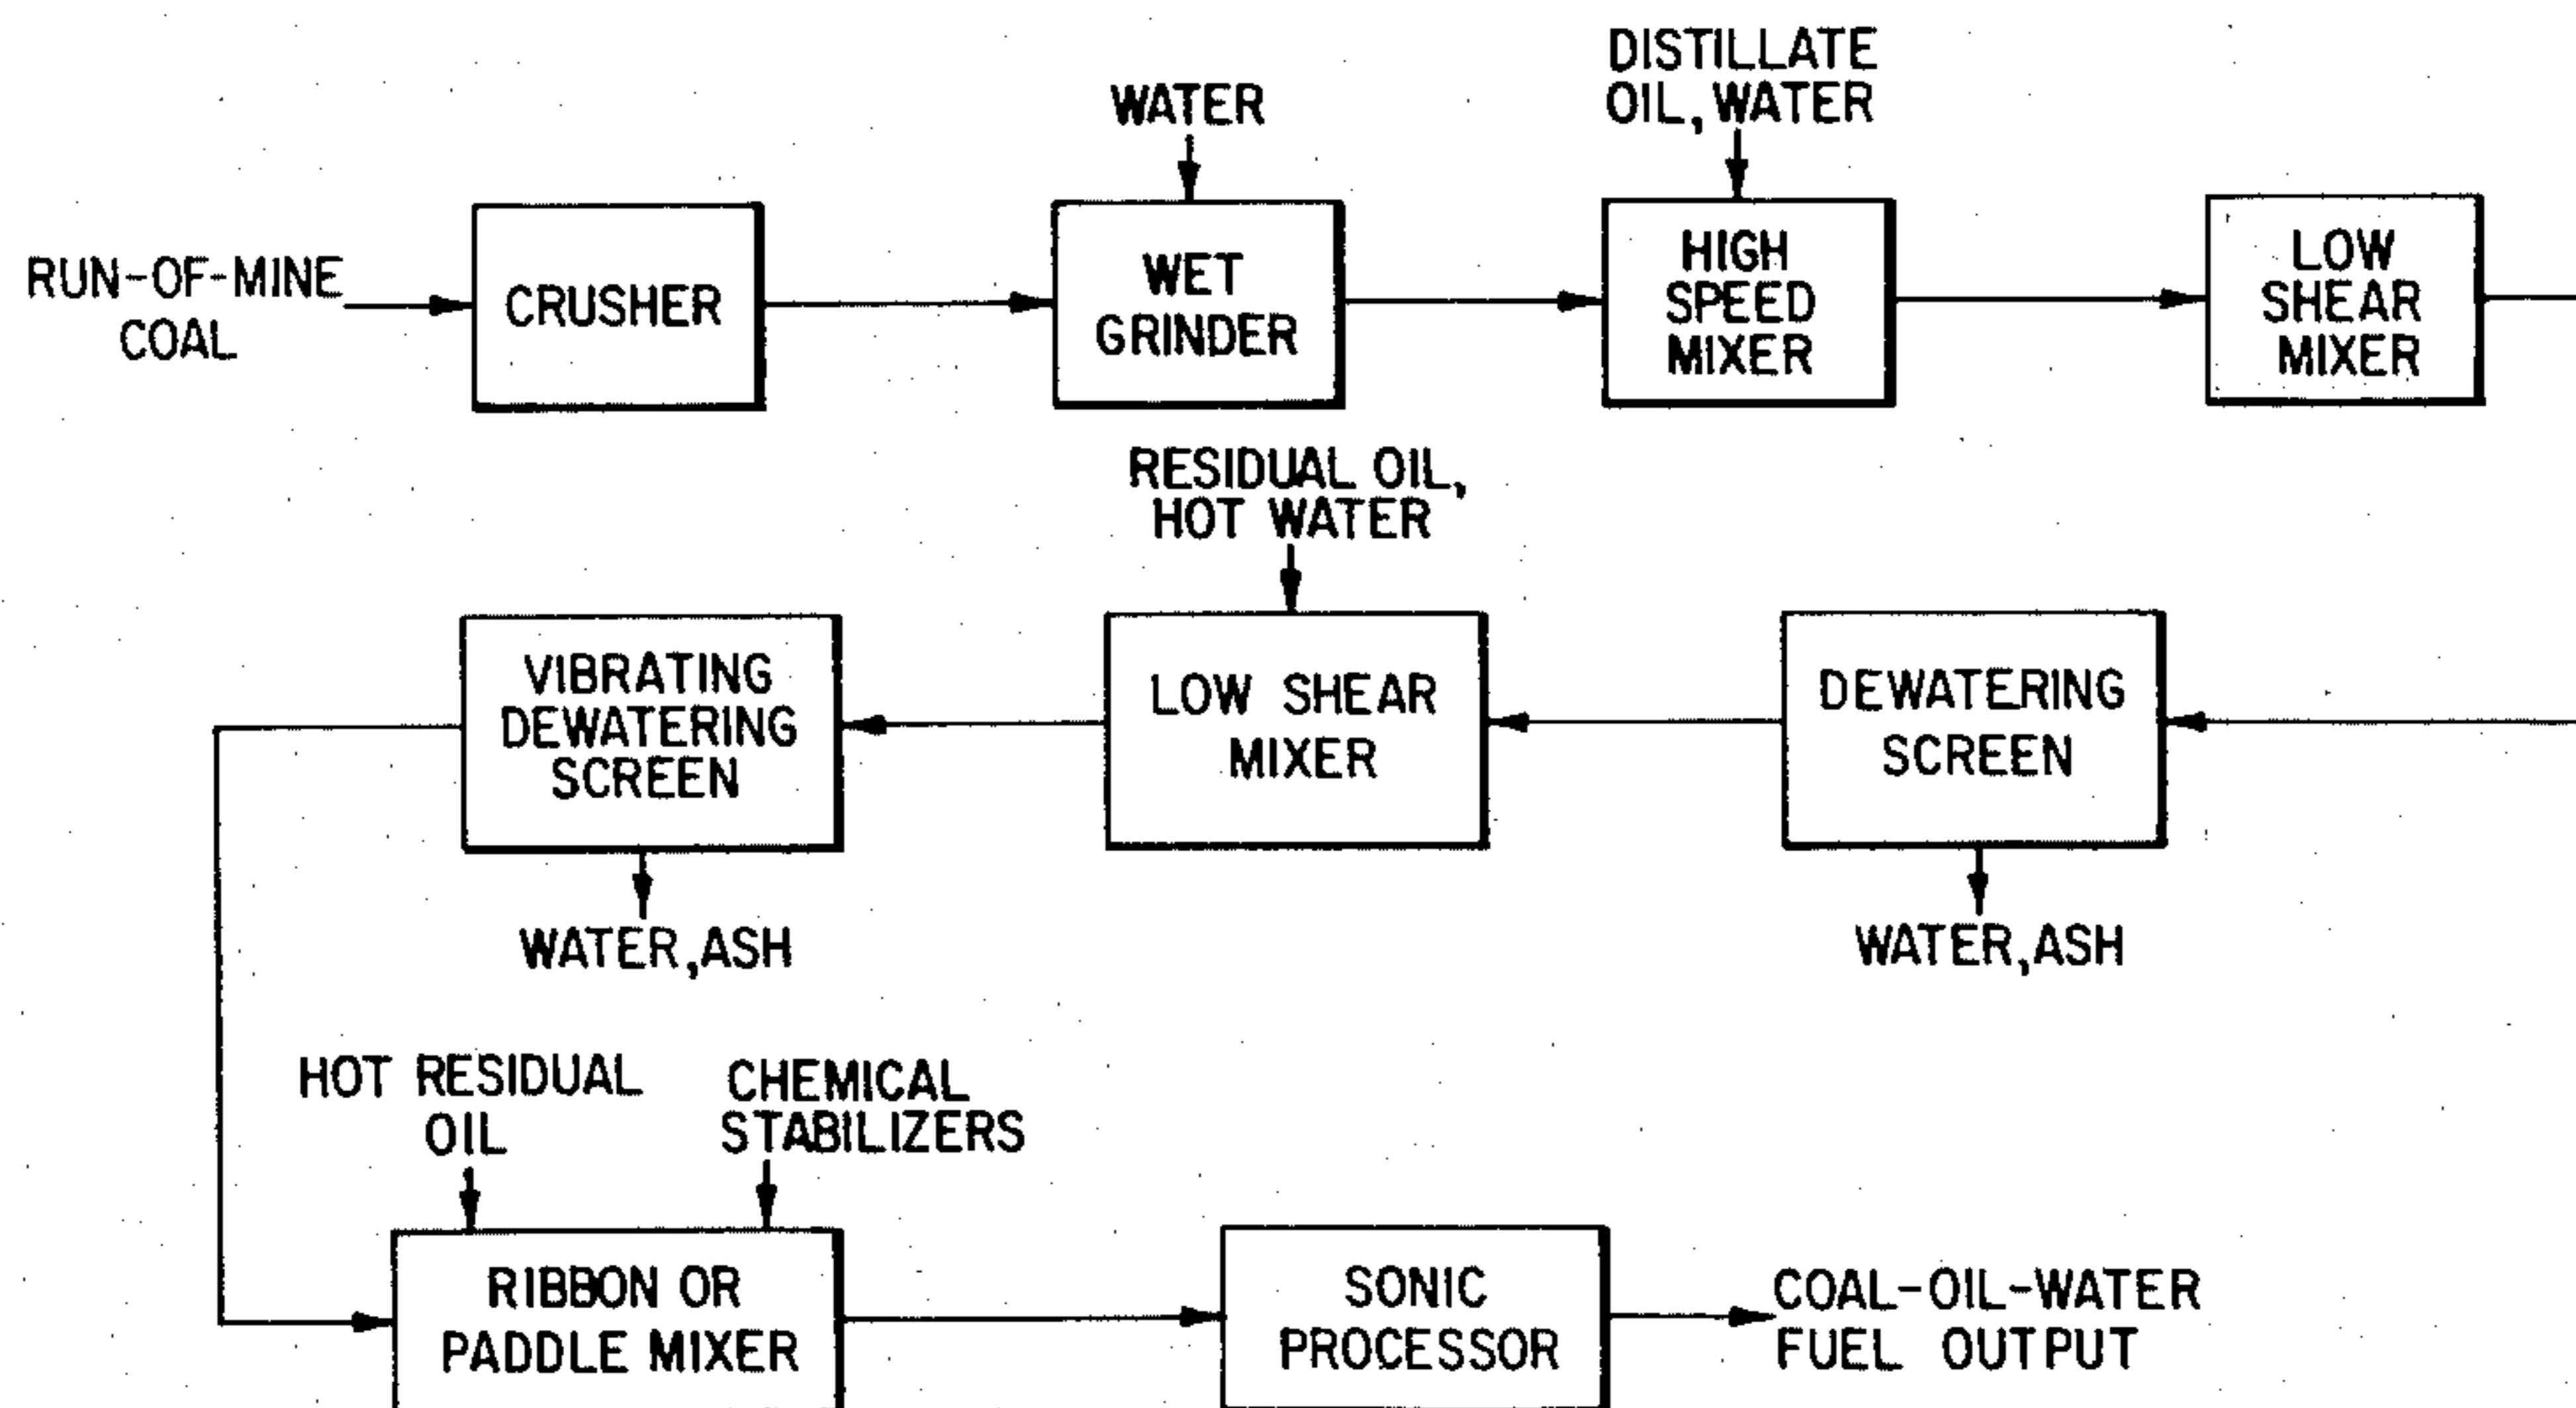 DISTILLATE
OIL, WATER
WATER
RUN-OF-MINE
COAL
CRUSHER
WET
GRINDER
HIGH
SPEED
MIXER
LOW
SHEAR
MIXER
RESIDUAL OIL,
HOT WATER
VIBRATING
DEWATERING
SCREEN
LOW SHEAR
MIXER
DEWATERING
SCREEN
WATER, ASH
WATER, ASH
HOT RESIDUAL
OIL
CHEMICAL
STABILIZERS
RIBBON OR
PADDLE MIXER
SONIC
PROCESSOR
COAL-OIL-WATER
FUEL OUTPUT